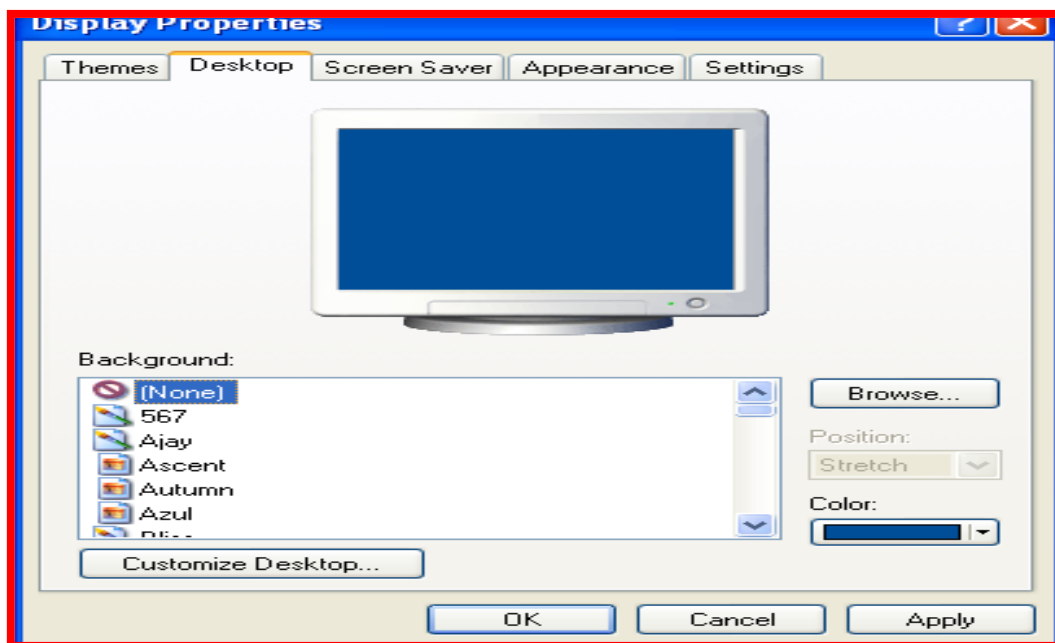 Display Properties
?
Themes Desktop Screen Saver Appearance Settings
Background:
(None)
567
Ajay
Ascent
Autumn
Azul
Browse...
Position:
Stretch
Color:
Customize Desktop...
OK Cancel Apply